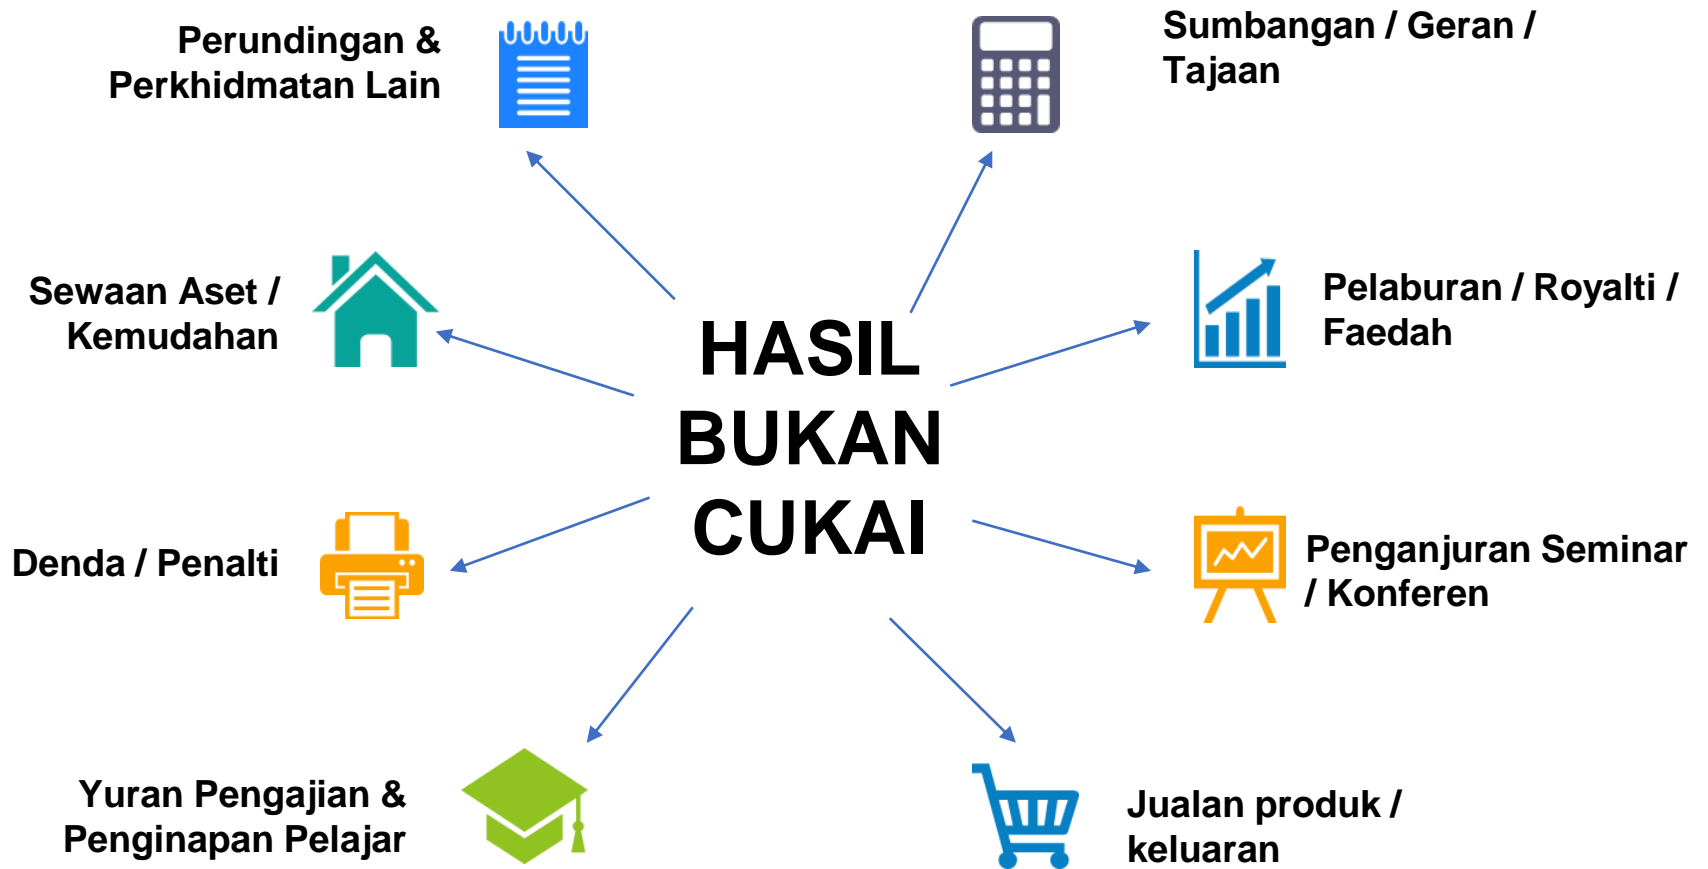 Perundingan &
Perkhidmatan Lain
Sumbangan / Geran /
Tajaan
Sewaan Aset /
Kemudahan
Pelaburan / Royalti /
Faedah
HASIL
BUKAN
CUKAI
Denda / Penalti
Penganjuran Seminar
/ Konferen
Yuran Pengajian &
Penginapan Pelajar
Jualan produk /
keluaran